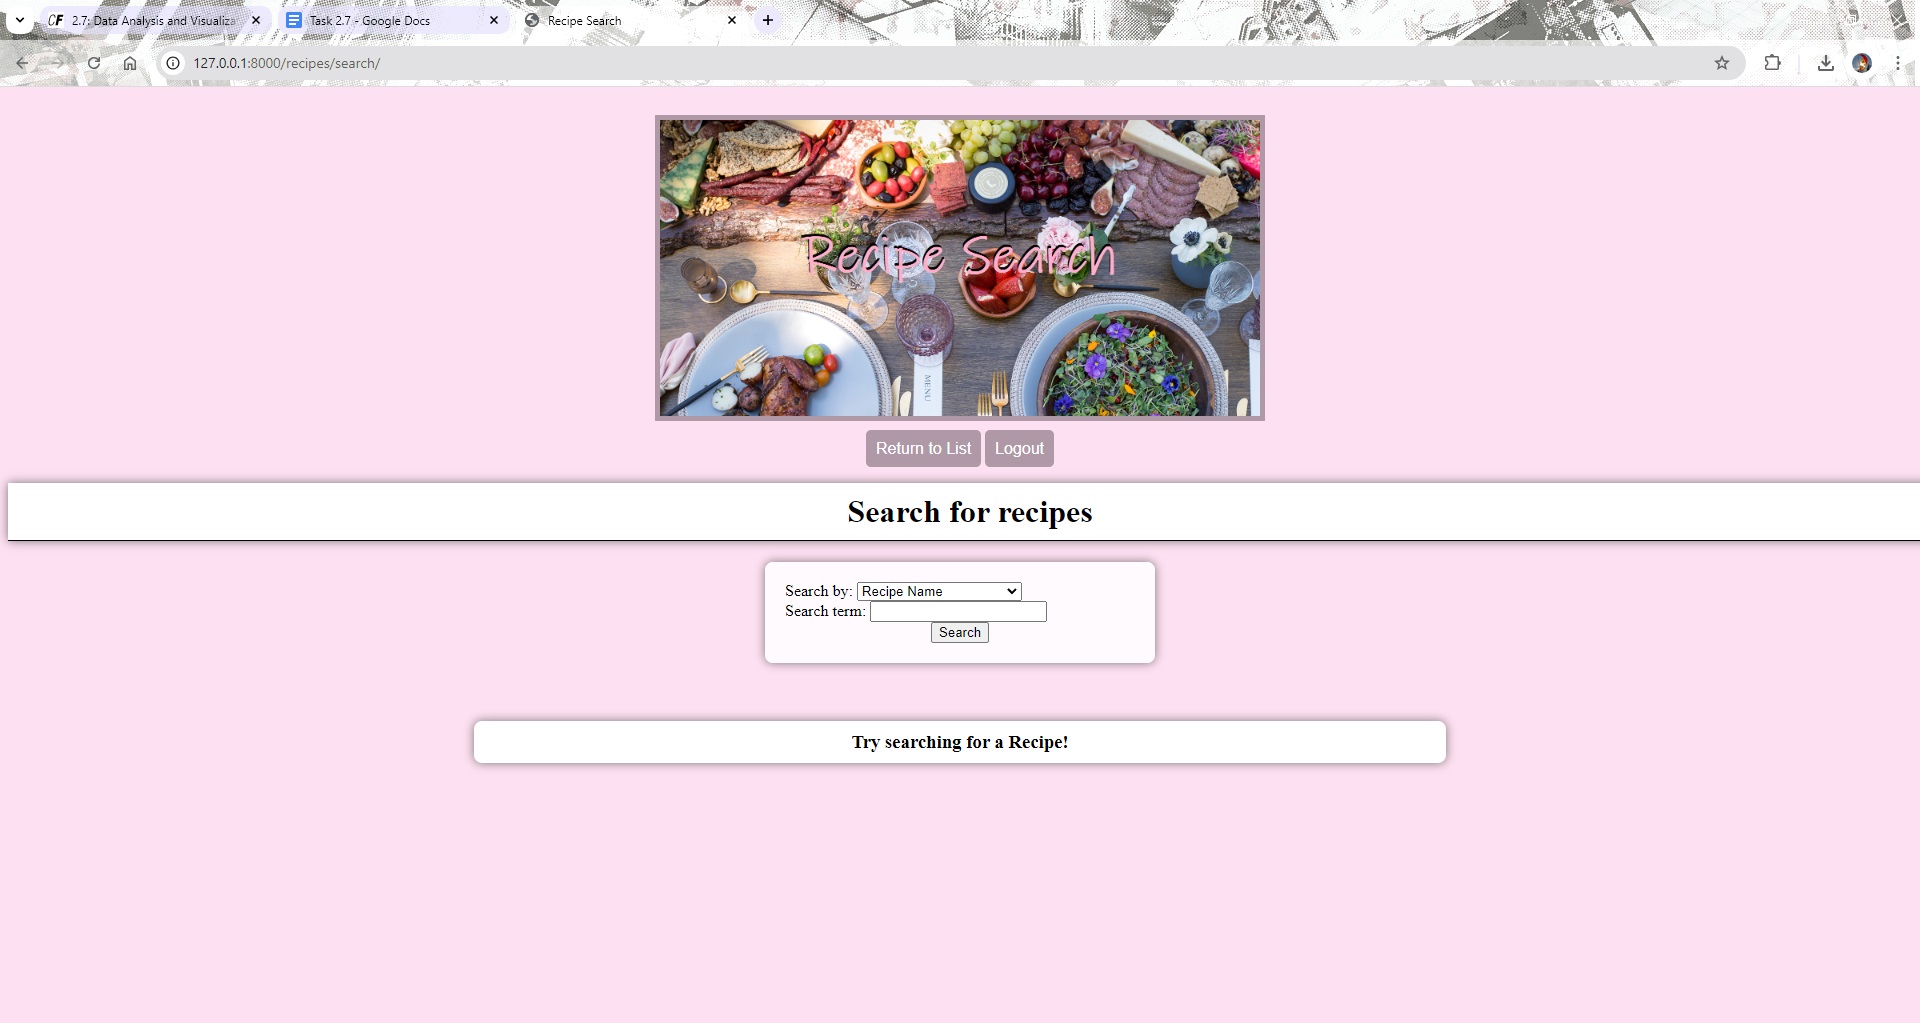 CF 2.7: Data Analysis and Visualiza
Task 2.7 - Google Docs
Recipe Search
127.0.0.1:8000/recipes/search/
Recipe Search
MENU
Return to List
Logout
Search for recipes
Search by: Recipe Name
Search term:
Search
Try searching for a Recipe!